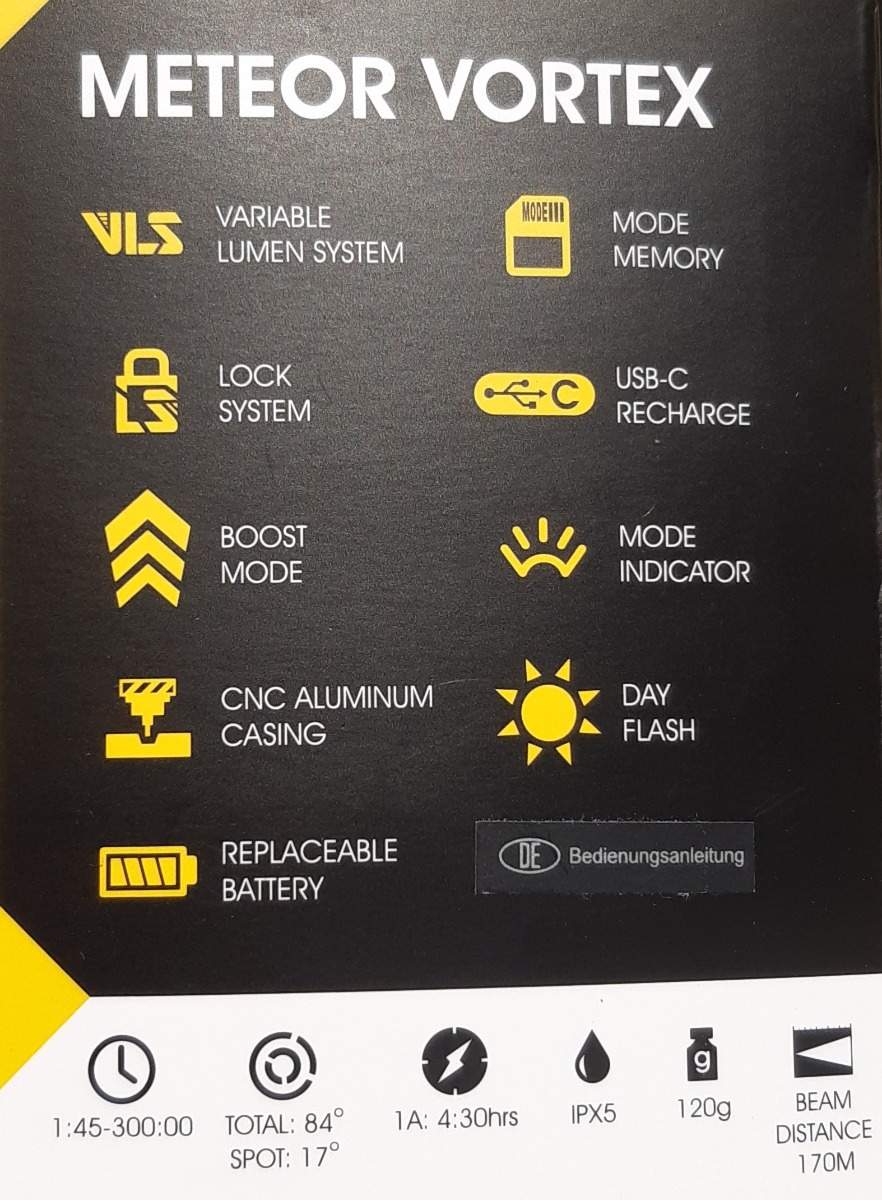 METEOR VORTEX
VLS
VARIABLE
LUMEN SYSTEM
MODE
MODE
MEMORY
LOCK
SYSTEM
C
USB-C
RECHARGE
BOOST
MODE
MODE
INDICATOR
CNC ALUMINUM
CASING
DAY
FLASH
REPLACEABLE
BATTERY
DE Bedienungsanleitung
1:45-300:00
TOTAL: 84°
SPOT: 17°
1A: 4:30hrs
IPX5
g
120g
BEAM
DISTANCE
170M